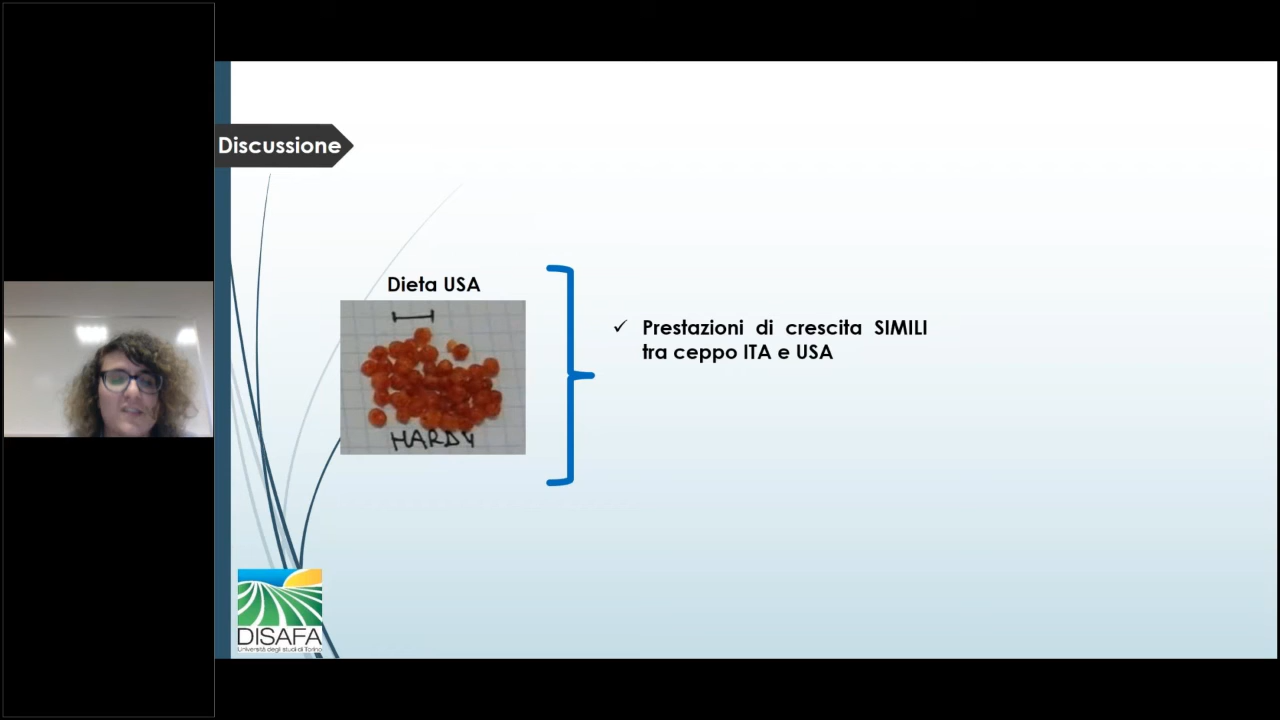 Discussione
Dieta USA
HARDY
✓ Prestazioni di crescita SIMILI
tra ceppo ITA e USA
DISAFA
Università degli studi di Torino